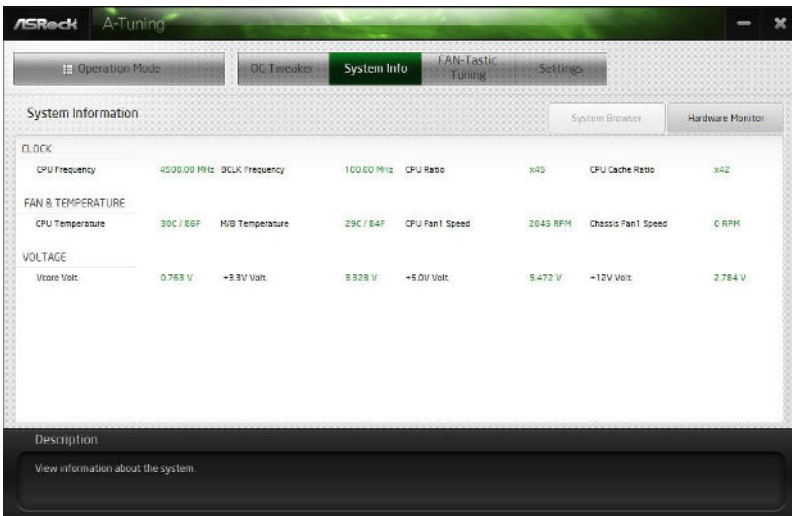 ASRock A-Tuning
Operation Mode OC Tweaker System Info FAN-Tastic Tuning Settings
System Information System Browser Hardware Monitor
CLOCK
CPU Frequency 4500.00 MHz BCLK Frequency 100.00 MHz CPU Ratio x45 CPU Cache Ratio x42
FAN & TEMPERATURE
CPU Temperature 30C / 86F M/B Temperature 29C / 84F CPU Fan1 Speed 2045 RPM Chassis Fan1 Speed 0 RPM
VOLTAGE
Vcore Volt. 0.768 V +3.3V Volt. 3.328 V +5.0V Volt. 5.472 V +12V Volt. 2.784 V
Description
View information about the system.